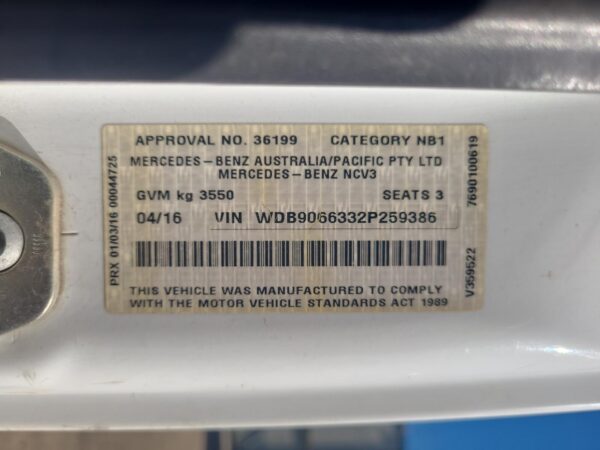 APPROVAL NO. 36199 CATEGORY NB1
MERCEDES-BENZ AUSTRALIA/PACIFIC PTY LTD
MERCEDES-BENZ NCV3
GVM kg 3550 SEATS 3
04/16 VIN WDB9066332P259386
THIS VEHICLE WAS MANUFACTURED TO COMPLY
WITH THE MOTOR VEHICLE STANDARDS ACT 1989
PRX 01/03/16 00044725
V359522 7690100619